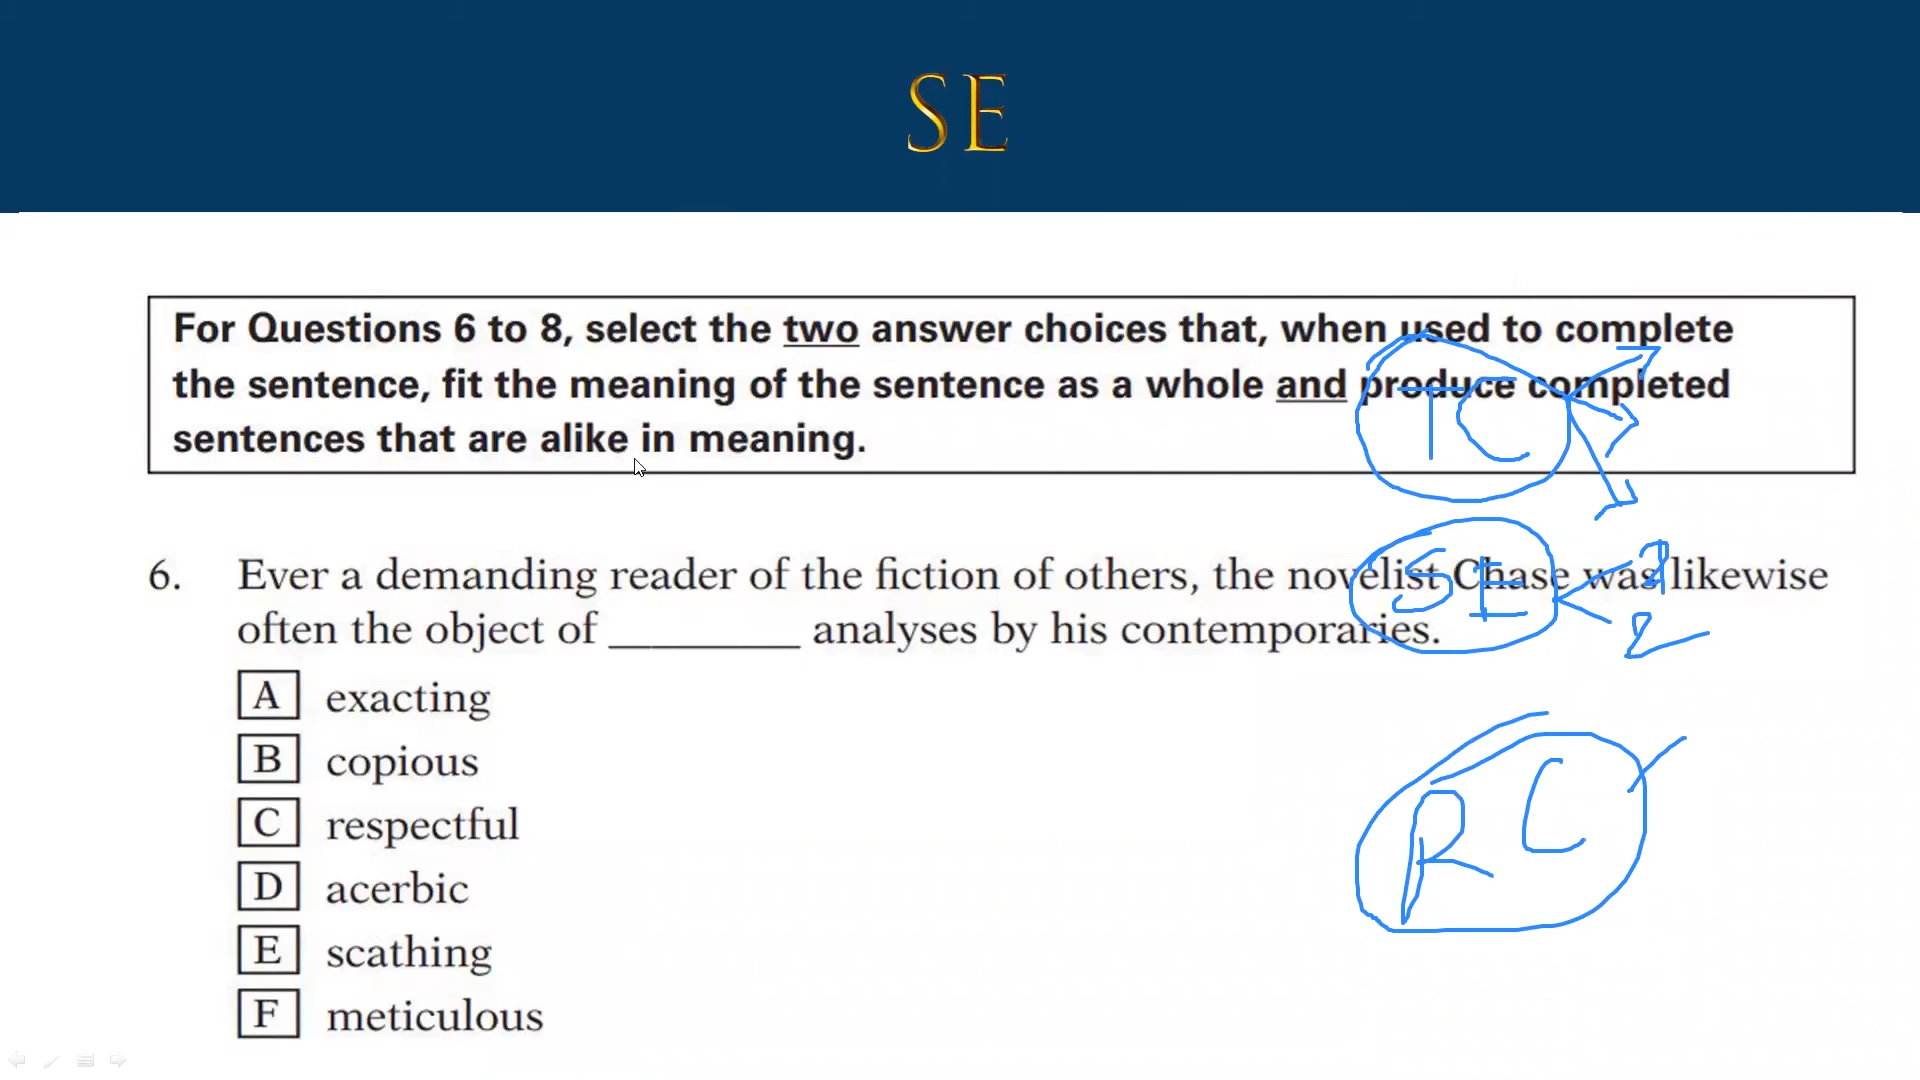 SE
For Questions 6 to 8, select the two answer choices that, when used to complete
the sentence, fit the meaning of the sentence as a whole and produce completed
sentences that are alike in meaning.
TC
6. Ever a demanding reader of the fiction of others, the novelist Chase was likewise
often the object of _________ analyses by his contemporaries.
SE
1
2
A exacting
B copious
C respectful
D acerbic
E scathing
F meticulous
RC